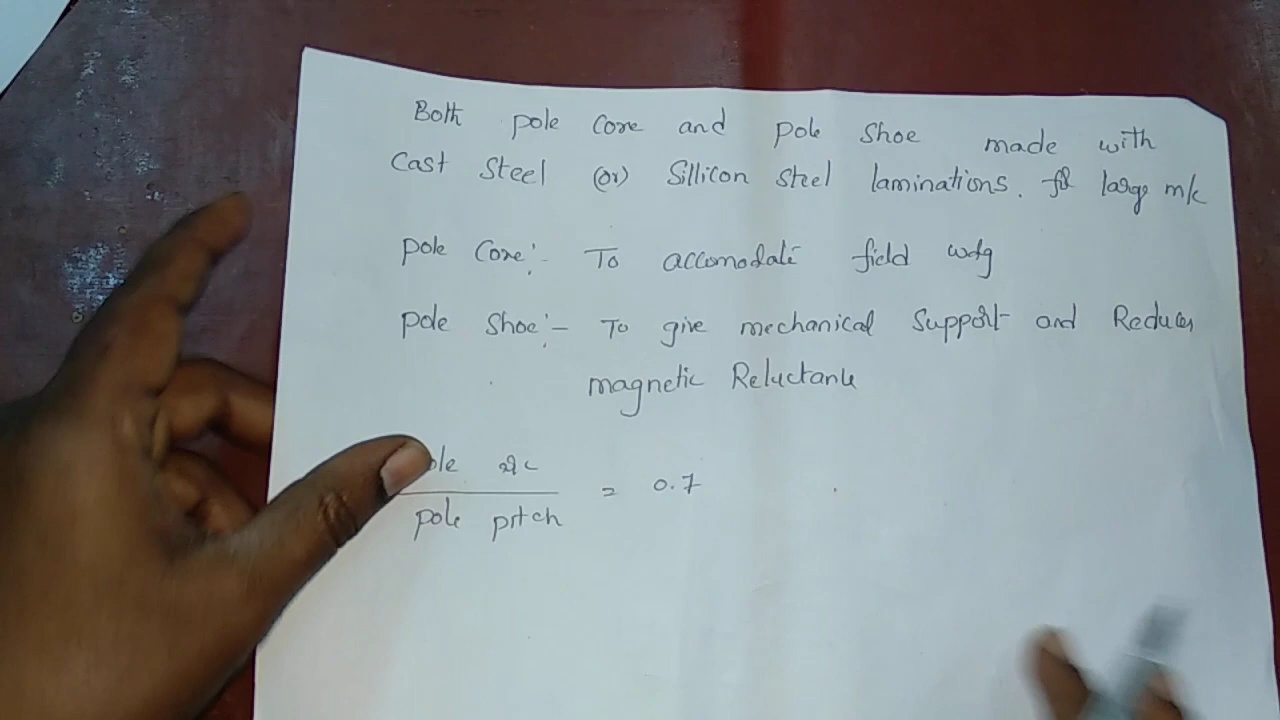 Both pole core and pole shoe made with
Cast Steel (or) Sillicon steel laminations. for large m/c
pole Core:- To accomodate field wdg
pole Shoe:- To give mechanical Support and Reduces
magnetic Reluctance
pole arc
pole pitch = 0.7